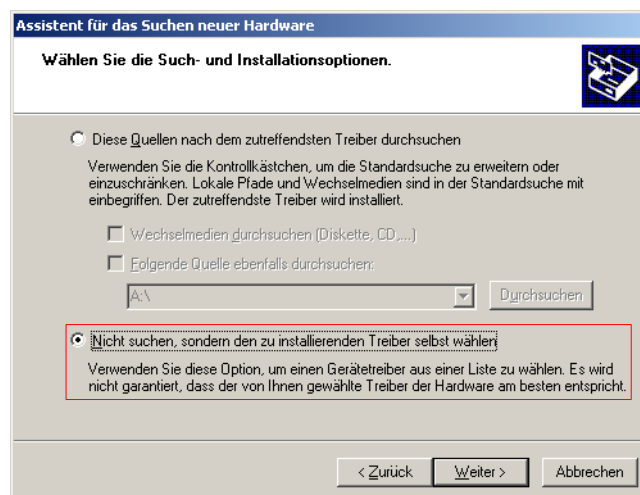 Assistent für das Suchen neuer Hardware
Wählen Sie die Such- und Installationsoptionen.
Diese Quellen nach dem zutreffendsten Treiber durchsuchen
Verwenden Sie die Kontrollkästchen, um die Standardsuche zu erweitern oder
einzuschränken. Lokale Pfade und Wechselmedien sind in der Standardsuche mit
einbegriffen. Der zutreffendste Treiber wird installiert.
Wechselmedien durchsuchen (Diskette, CD,...)
Folgende Quelle ebenfalls durchsuchen:
A:\
Durchsuchen
Nicht suchen, sondern den zu installierenden Treiber selbst wählen
Verwenden Sie diese Option, um einen Gerätetreiber aus einer Liste zu wählen. Es wird
nicht garantiert, dass der von Ihnen gewählte Treiber der Hardware am besten entspricht.
< Zurück Weiter > Abbrechen